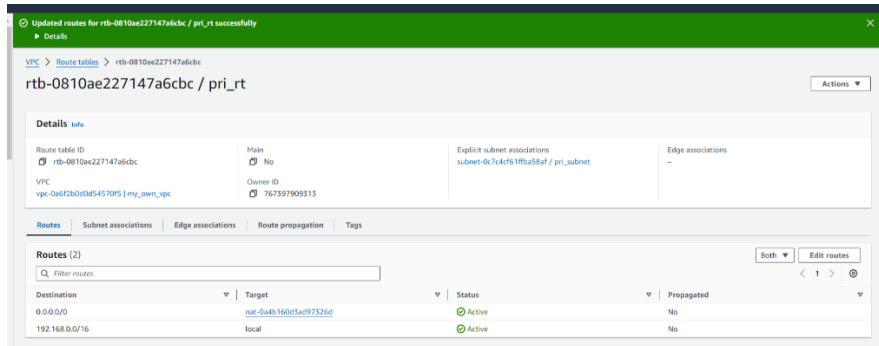 Updated routes for rtb-0810ae227147a6cbc / pri_rt successfully
Details
VPC > Route tables > rtb-0810ae227147a6cbc
rtb-0810ae227147a6cbc / pri_rt
Actions
Details Info
Route table ID
rtb-0810ae227147a6cbc
Main
No
Explicit subnet associations
subnet-0c7c4cf61ffba58af / pri_subnet
Edge associations
–
VPC
vpc-0a6f2b0d0d54570f5 | my_own_vpc
Owner ID
767397909313
Routes Subnet associations Edge associations Route propagation Tags
Routes (2)
Both
Edit routes
Filter routes
1
Destination Target Status Propagated
0.0.0.0/0 nat-0a4b160d3ad97326d Active No
192.168.0.0/16 local Active No